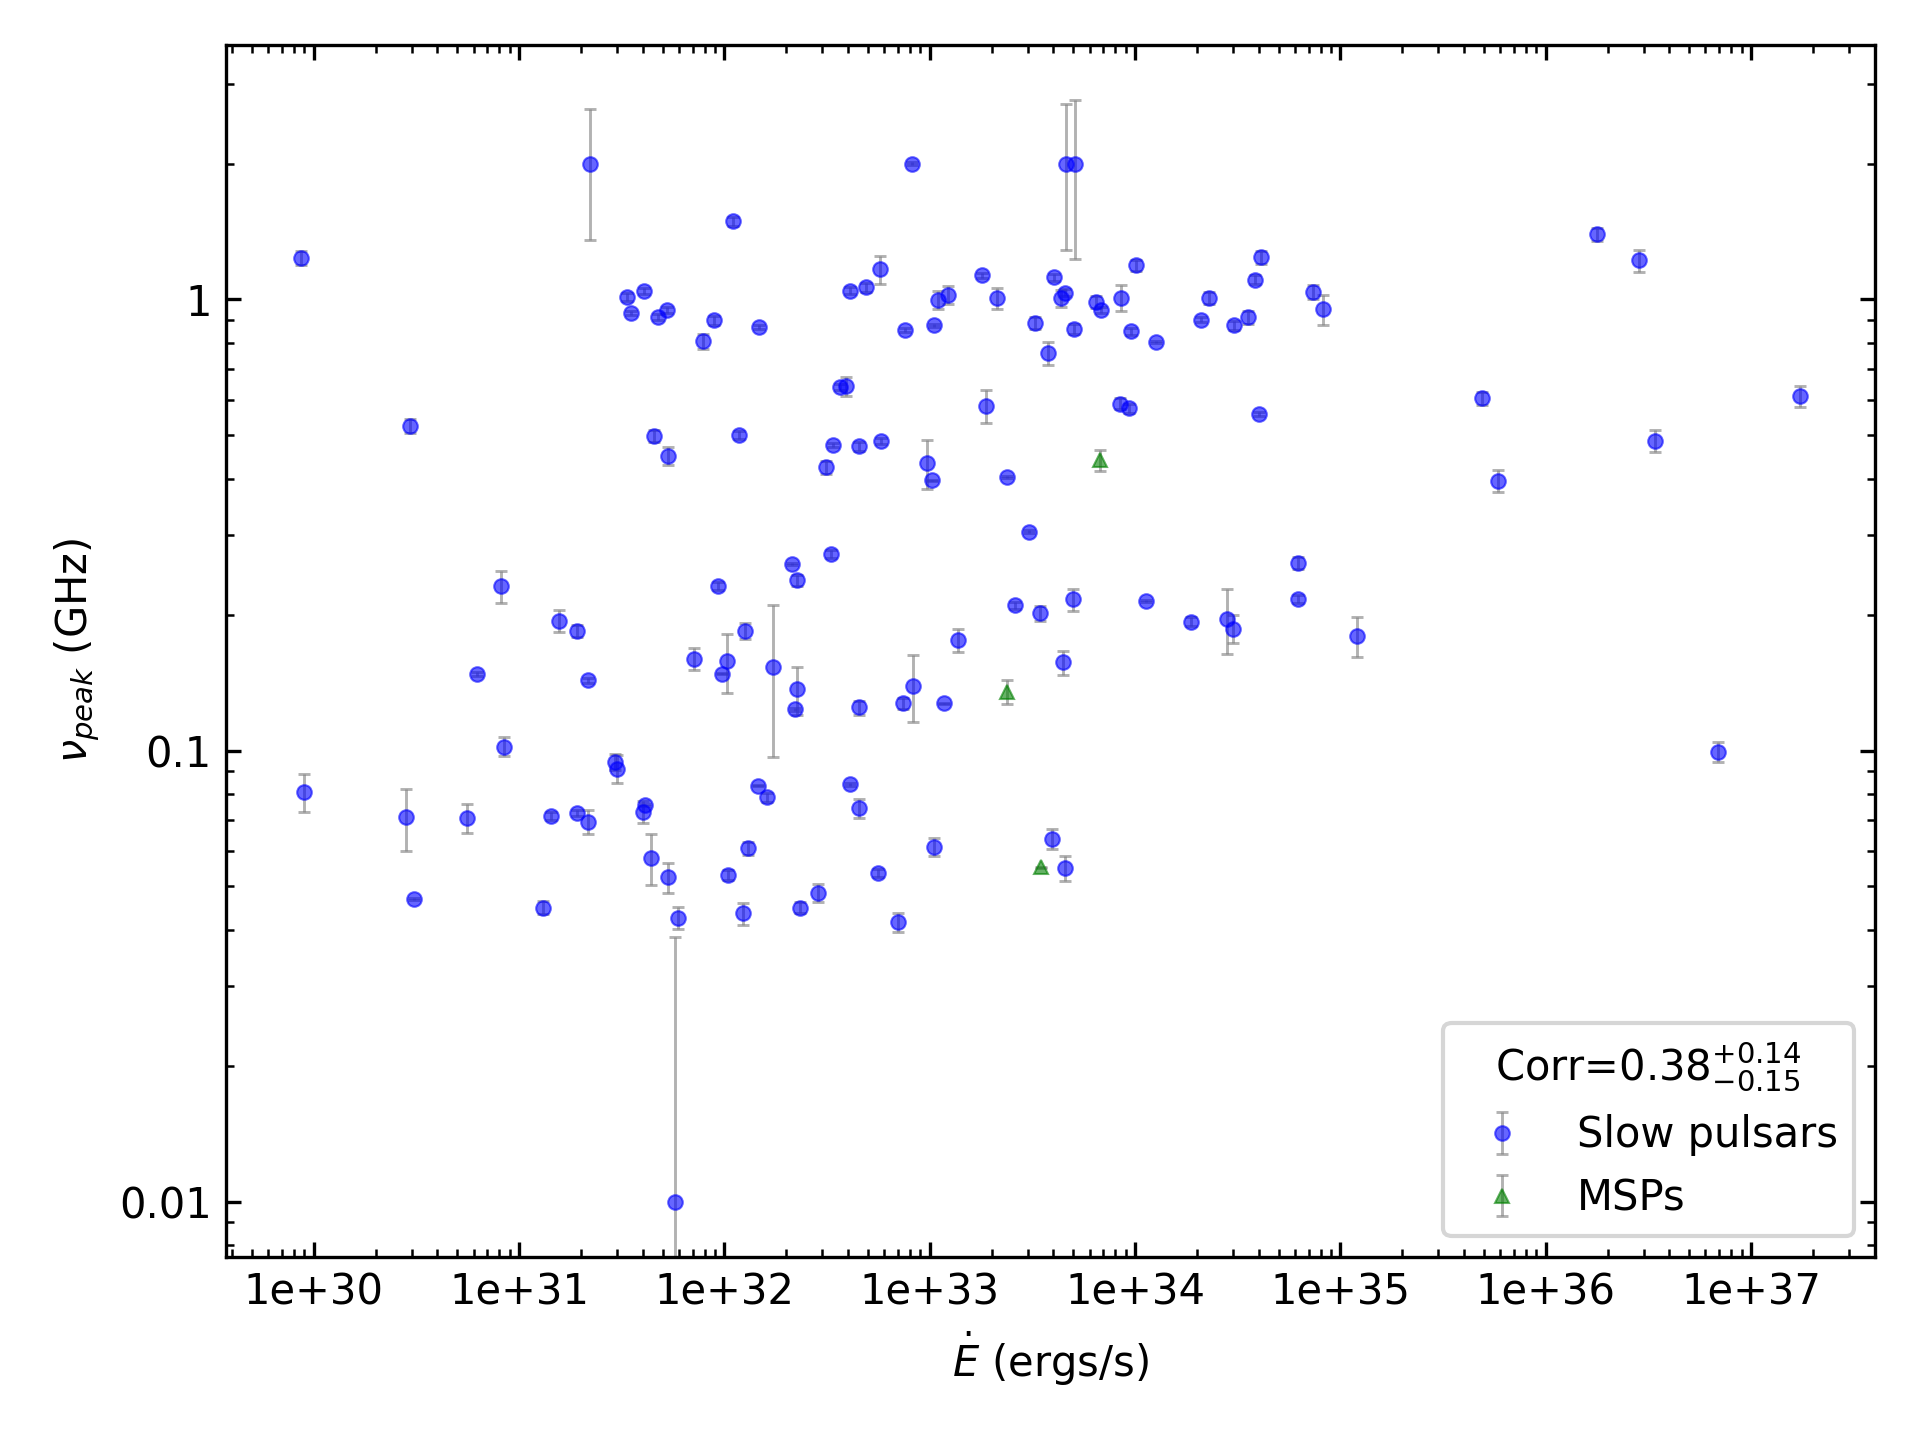 1
0.1
0.01
ν_peak (GHz)
1e+30 1e+31 1e+32 1e+33 1e+34 1e+35 1e+36 1e+37
Ė (ergs/s)
Corr=0.38^{+0.14}_{−0.15}
Slow pulsars
MSPs